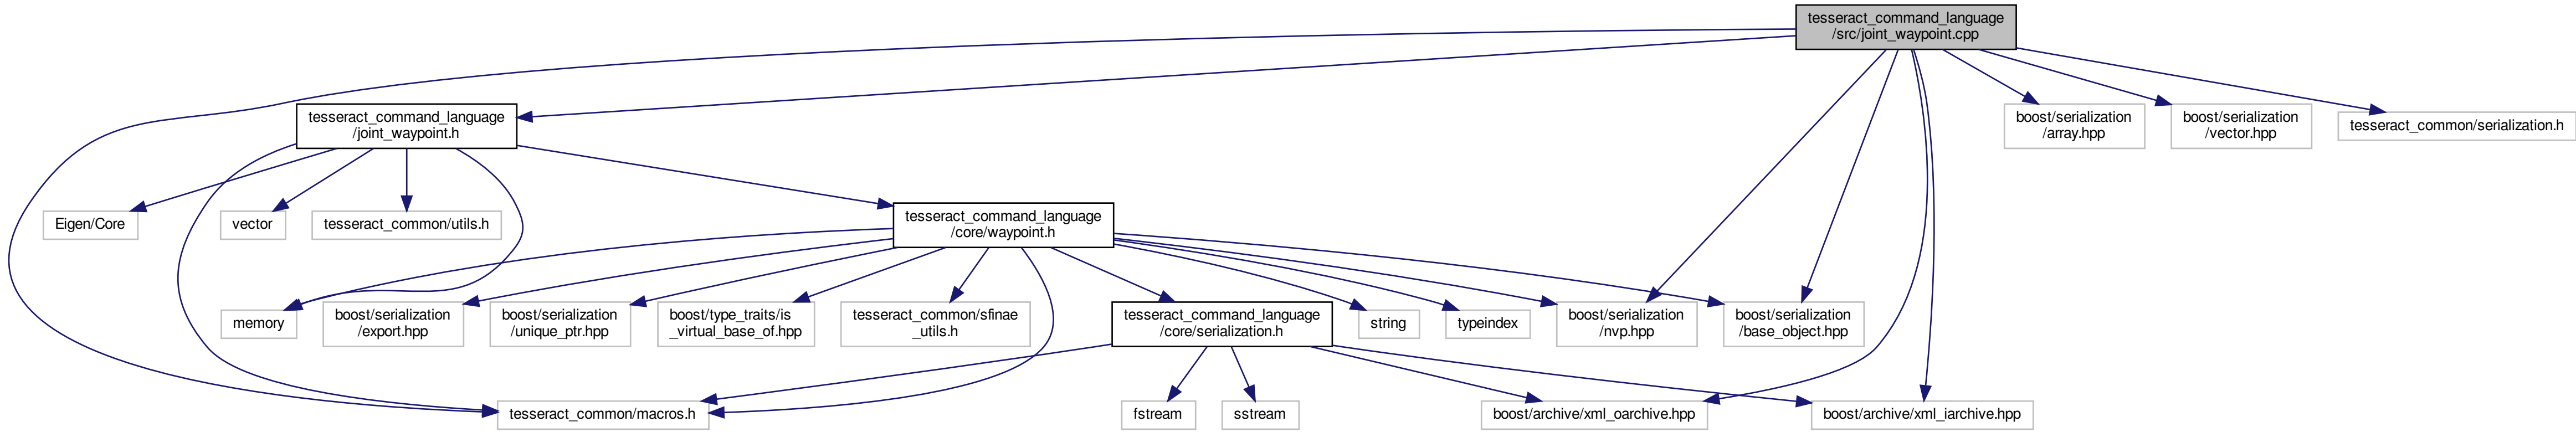 tesseract_command_language
/src/joint_waypoint.cpp
tesseract_command_language
/joint_waypoint.h
boost/serialization
/array.hpp
boost/serialization
/vector.hpp
tesseract_common/serialization.h
Eigen/Core
vector
tesseract_common/utils.h
tesseract_command_language
/core/waypoint.h
memory
boost/serialization
/export.hpp
boost/serialization
/unique_ptr.hpp
boost/type_traits/is
_virtual_base_of.hpp
tesseract_common/sfinae
_utils.h
tesseract_command_language
/core/serialization.h
string
typeindex
boost/serialization
/nvp.hpp
boost/serialization
/base_object.hpp
tesseract_common/macros.h
fstream
sstream
boost/archive/xml_oarchive.hpp
boost/archive/xml_iarchive.hpp